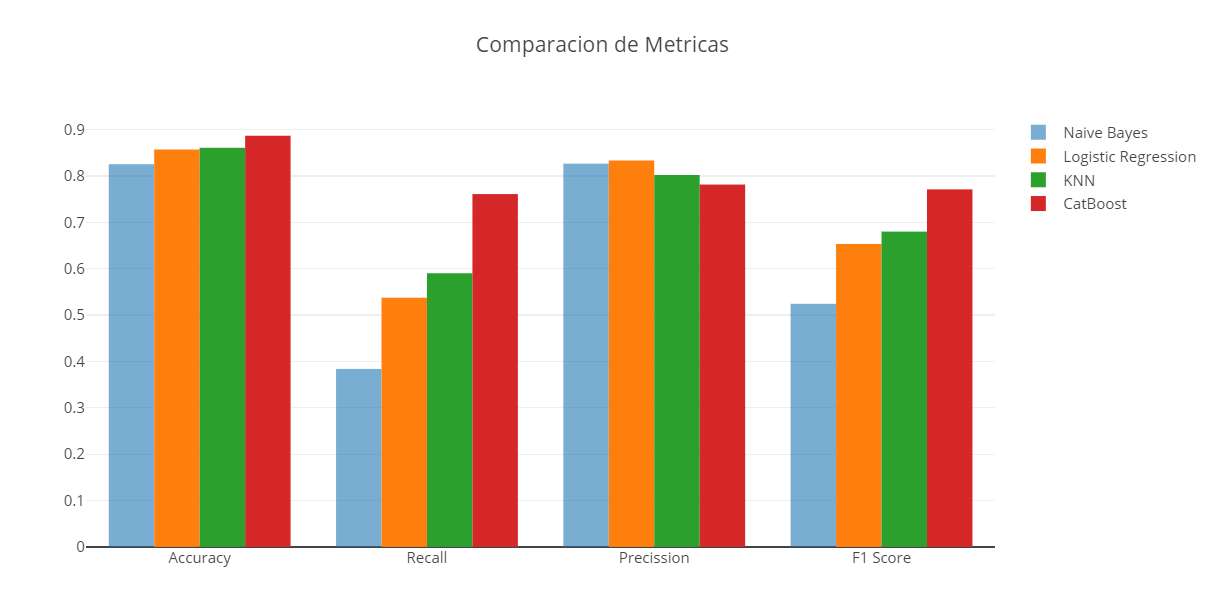 Comparacion de Metricas
0.9
0.8
0.7
0.6
0.5
0.4
0.3
0.2
0.1
0
Accuracy
Recall
Precission
F1 Score
Naive Bayes
Logistic Regression
KNN
CatBoost